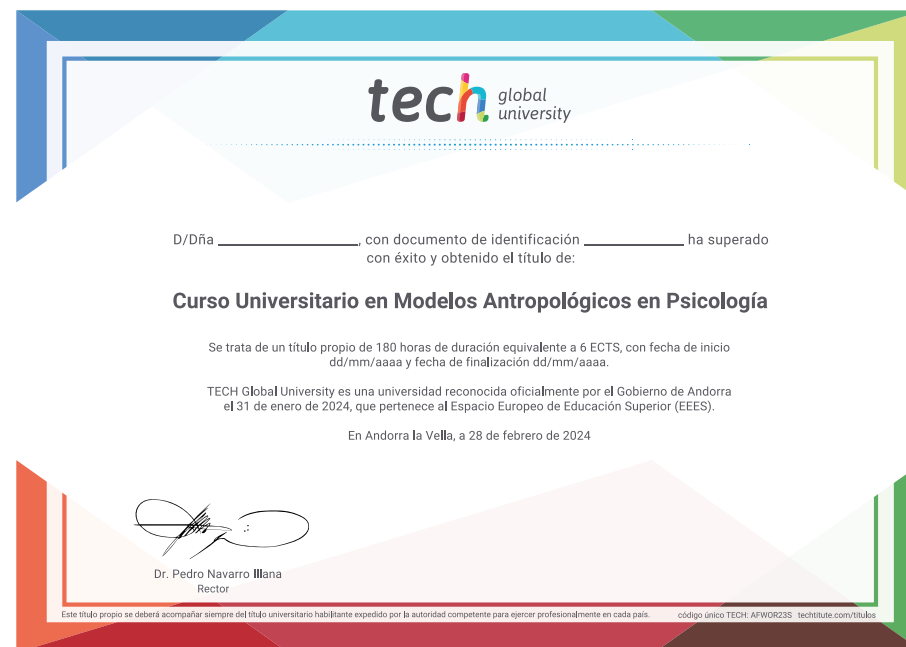 tech global university
D/Dña ______________, con documento de identificación __________ ha superado
con éxito y obtenido el título de:
Curso Universitario en Modelos Antropológicos en Psicología
Se trata de un título propio de 180 horas de duración equivalente a 6 ECTS, con fecha de inicio
dd/mm/aaaa y fecha de finalización dd/mm/aaaa.
TECH Global University es una universidad reconocida oficialmente por el Gobierno de Andorra
el 31 de enero de 2024, que pertenece al Espacio Europeo de Educación Superior (EEES).
En Andorra la Vella, a 28 de febrero de 2024
Dr. Pedro Navarro Illana
Rector
Este título propio se deberá acompañar siempre del título universitario habilitante expedido por la autoridad competente para ejercer profesionalmente en cada país. código único TECH: AFWOR23S techtitute.com/titulos